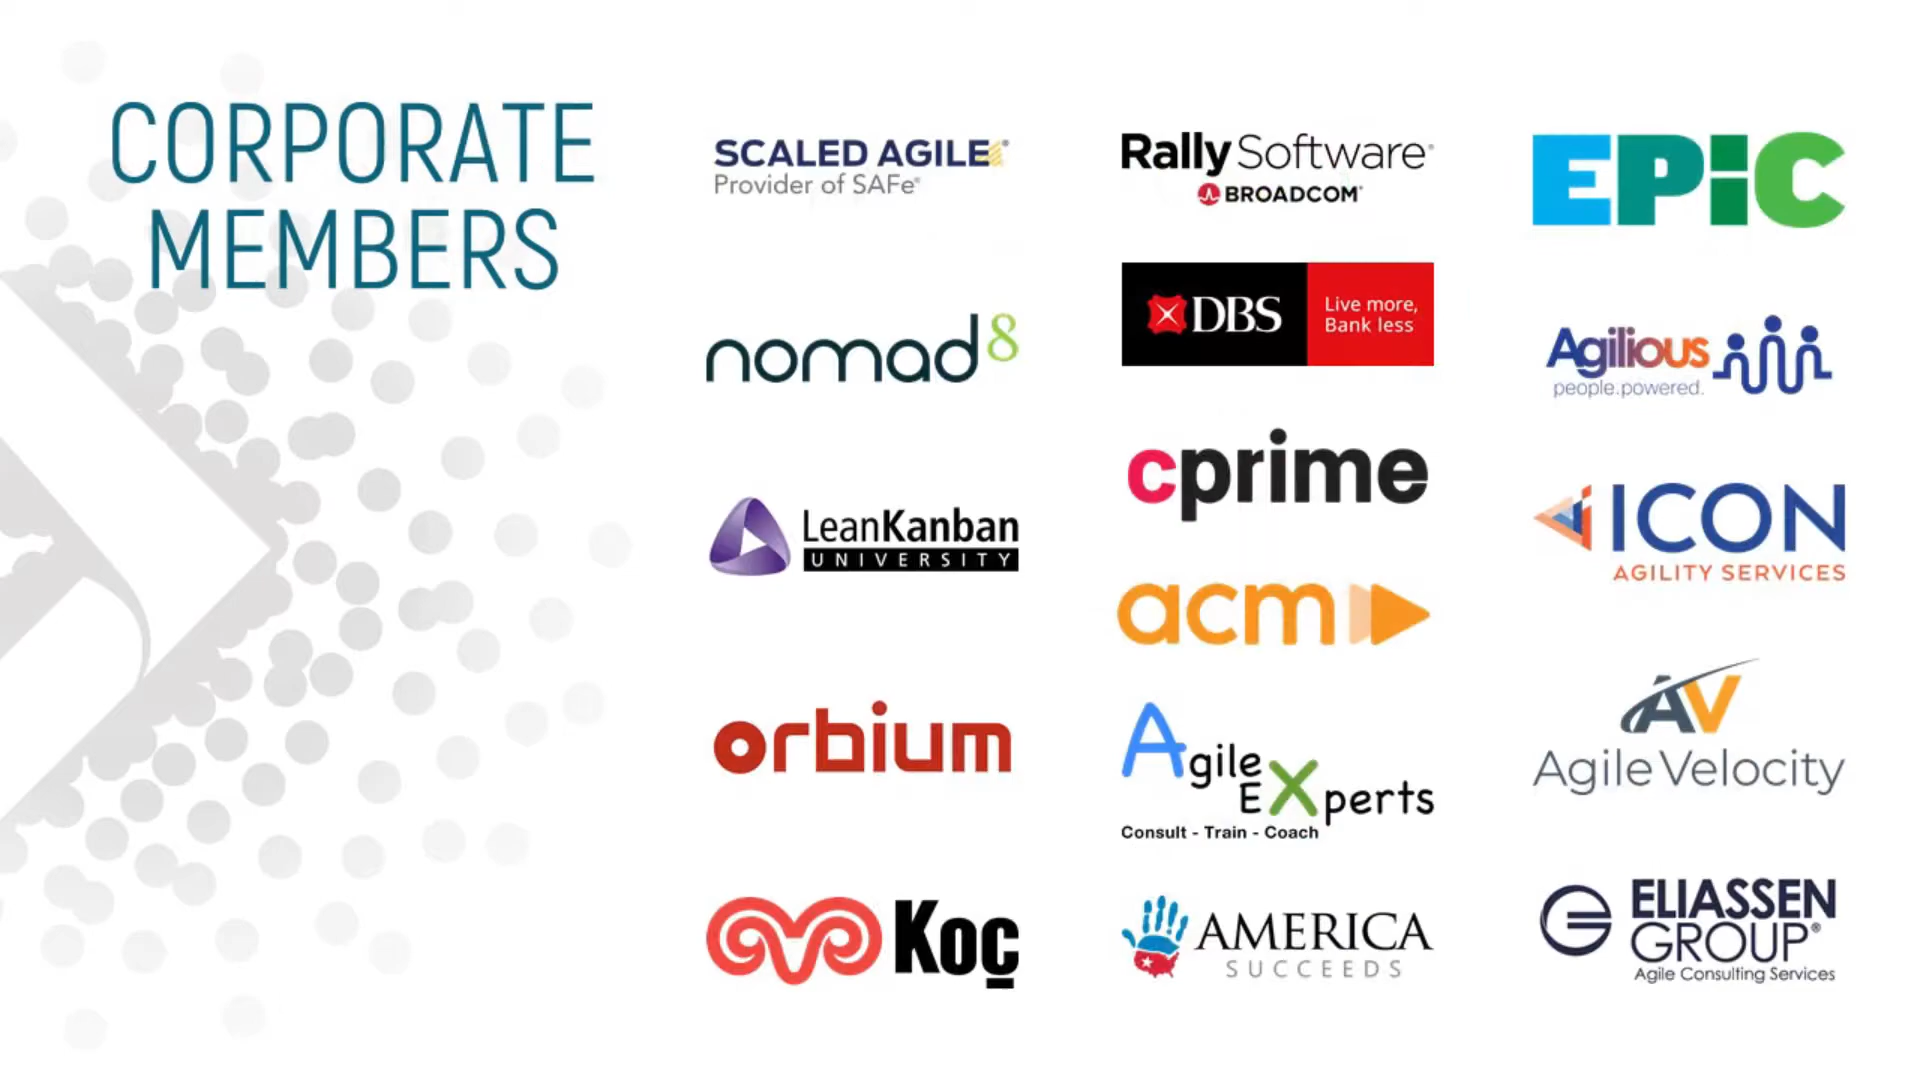 CORPORATE
MEMBERS
SCALED AGILE®
Provider of SAFe®
nomad8
LeanKanban
UNIVERSITY
orbium
Koç
Rally Software®
BROADCOM®
DBS
Live more,
Bank less
cprime
acm
Agile
EXperts
Consult - Train - Coach
AMERICA
SUCCEEDS
EPiC
Agilious
people.powered.
ICON
AGILITY SERVICES
AV
Agile Velocity
ELIASSEN
GROUP®
Agile Consulting Services